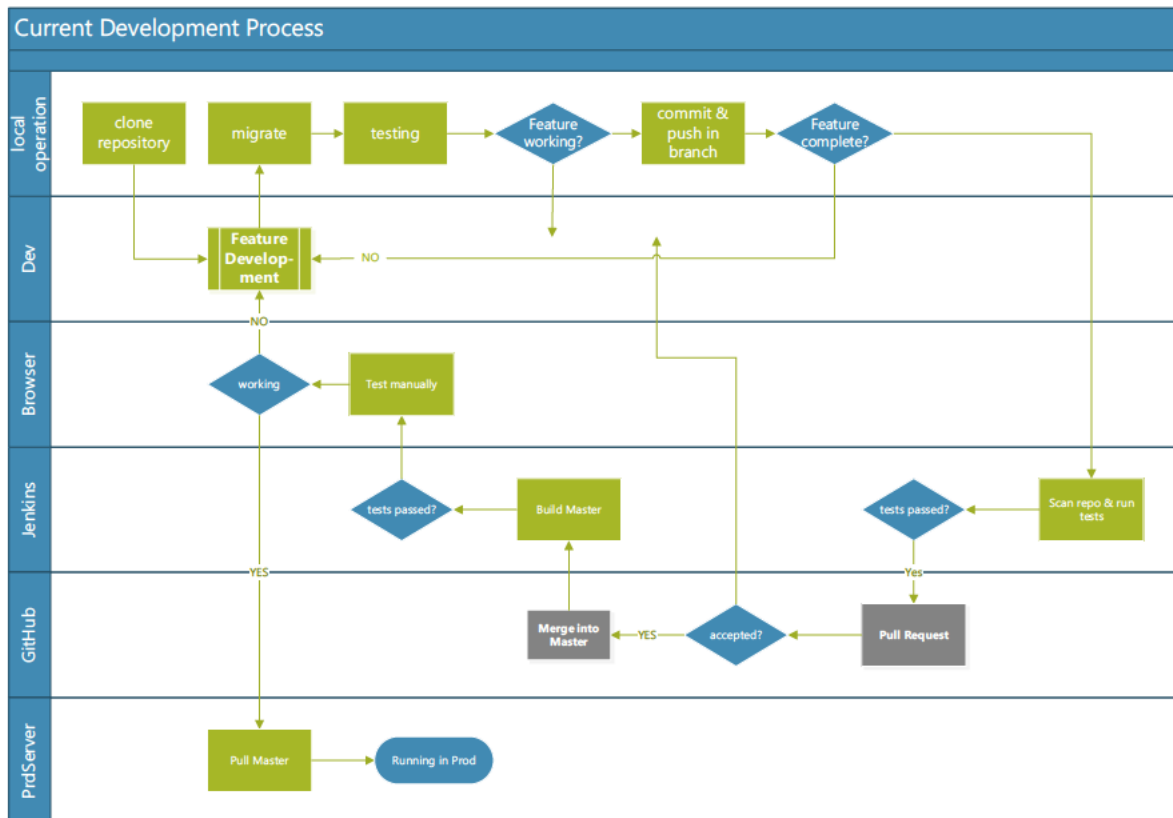 Current Development Process
local
operation
clone
repository
migrate
testing
Feature
working?
commit &
push in
branch
Feature
complete?
Dev
Feature
Develop-
ment
NO
NO
Browser
working
Test manually
Jenkins
tests passed?
Build Master
tests passed?
Scan repo & run
tests
YES
Yes
GitHub
Merge into
Master
YES
accepted?
Pull Request
PrdServer
Pull Master
Running in Prod